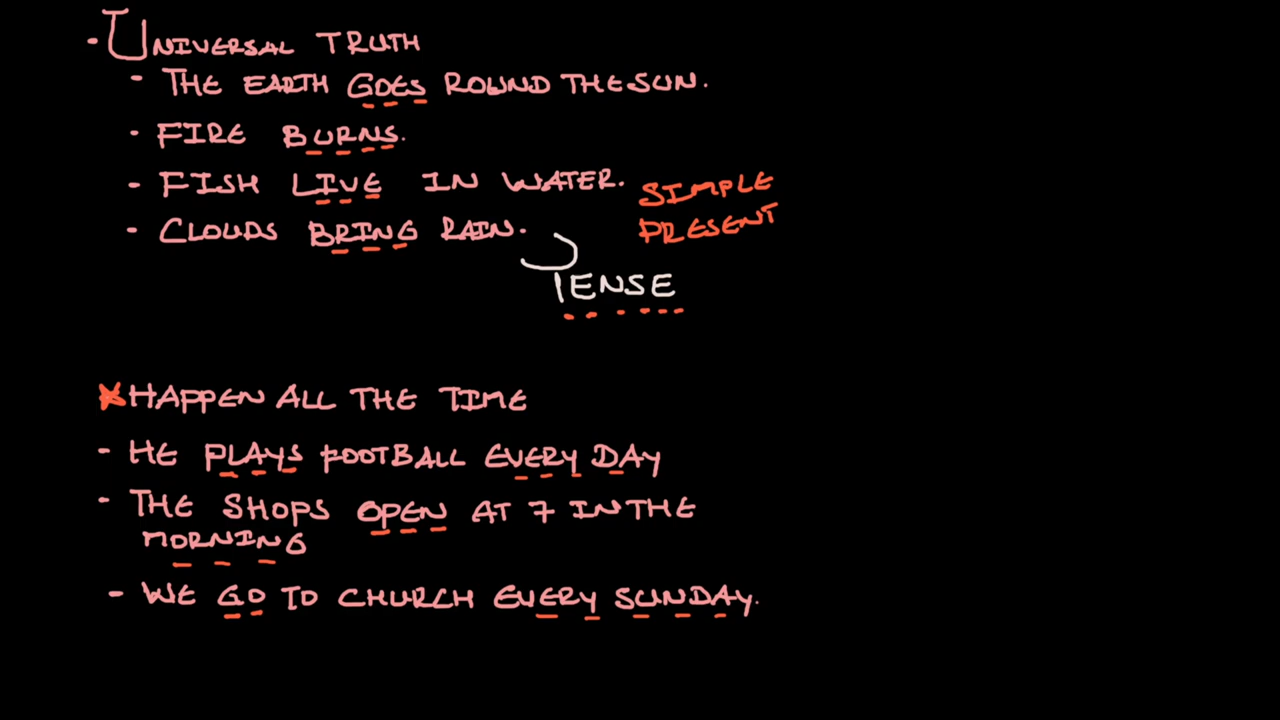 · UNIVERSAL TRUTH
· THE EARTH GOES ROUND THE SUN.
· FIRE BURNS.
· FISH LIVE IN WATER.
SIMPLE
· CLOUDS BRING RAIN.
PRESENT
TENSE
* HAPPEN ALL THE TIME
- HE PLAYS FOOTBALL EVERY DAY
- THE SHOPS OPEN AT 7 IN THE
MORNING
- WE GO TO CHURCH EVERY SUNDAY.